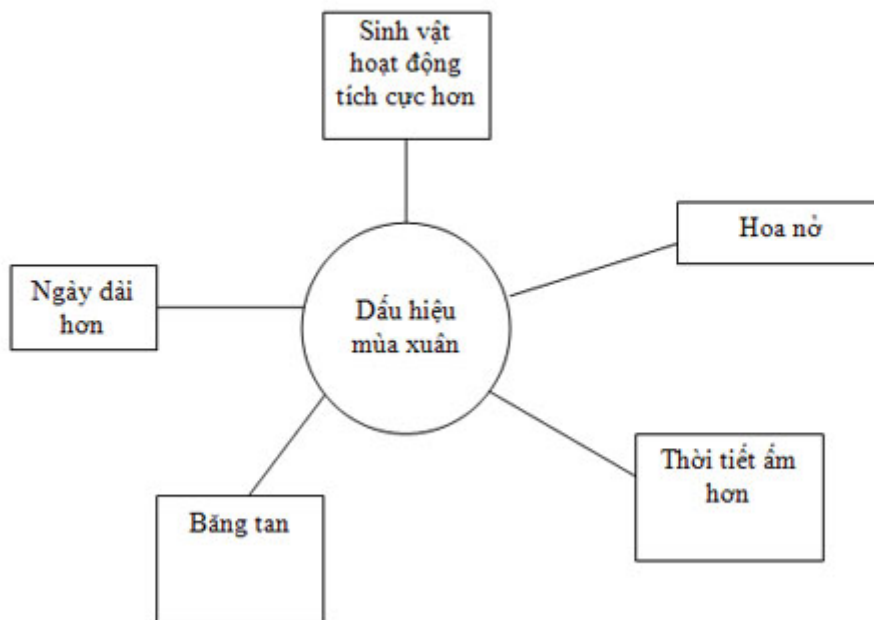 Sinh vật
hoạt động
tích cực hơn
Hoa nở
Ngày dài
hơn
Dấu hiệu
mùa xuân
Thời tiết ấm
hơn
Băng tan